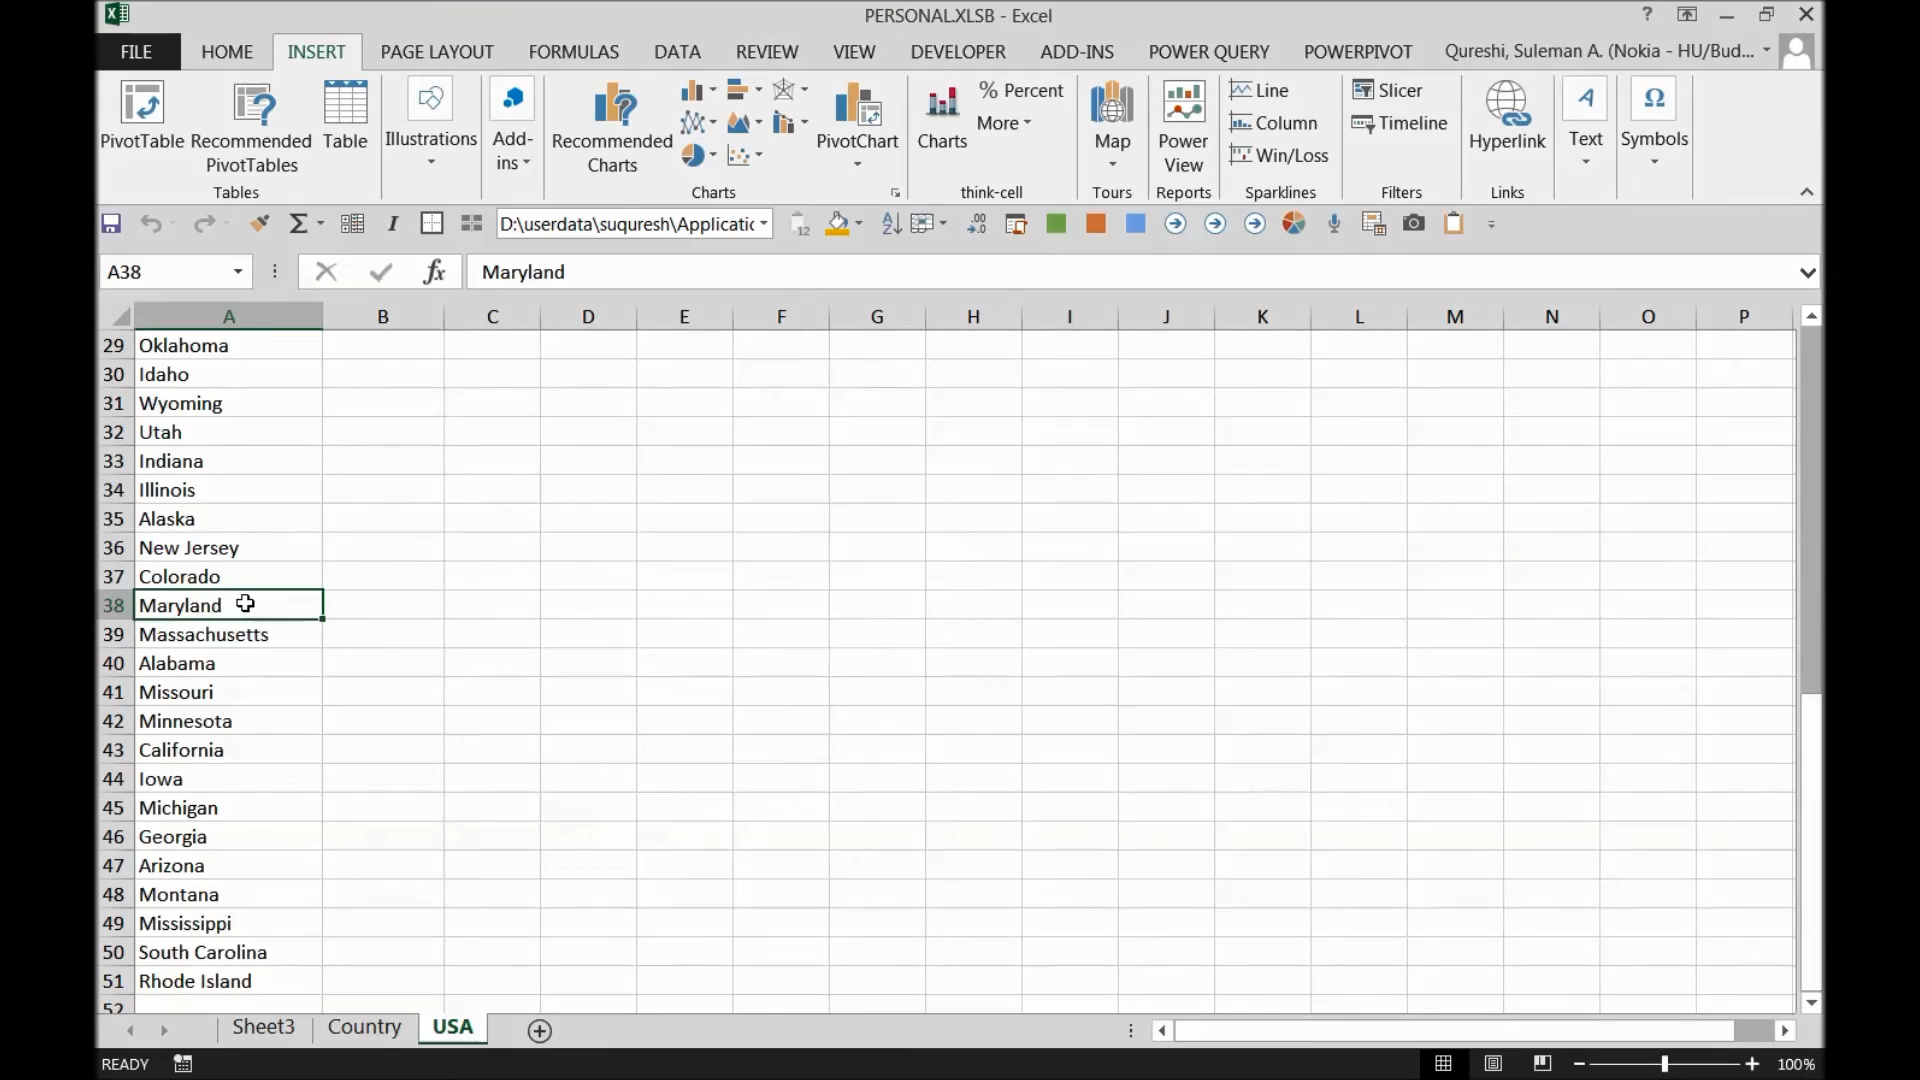 PERSONAL.XLSB - Excel
?
FILE HOME INSERT PAGE LAYOUT FORMULAS DATA REVIEW VIEW DEVELOPER ADD-INS POWER QUERY POWERPIVOT Qureshi, Suleman A. (Nokia - HU/Bud...
PivotTable
Recommended
PivotTables
Table
Tables
Illustrations
Add-
ins
Recommended
Charts
PivotChart
Charts
Charts
% Percent
More
think-cell
Map
Tours
Power
View
Reports
Line
Column
Win/Loss
Sparklines
Slicer
Timeline
Filters
Hyperlink
Links
A
Text
Ω
Symbols
Σ I D:\userdata\suquresh\Applicatic
A38 fx Maryland
A B C D E F G H I J K L M N O P
29 Oklahoma
30 Idaho
31 Wyoming
32 Utah
33 Indiana
34 Illinois
35 Alaska
36 New Jersey
37 Colorado
38 Maryland
39 Massachusetts
40 Alabama
41 Missouri
42 Minnesota
43 California
44 Iowa
45 Michigan
46 Georgia
47 Arizona
48 Montana
49 Mississippi
50 South Carolina
51 Rhode Island
52
Sheet3 Country USA
READY 100%